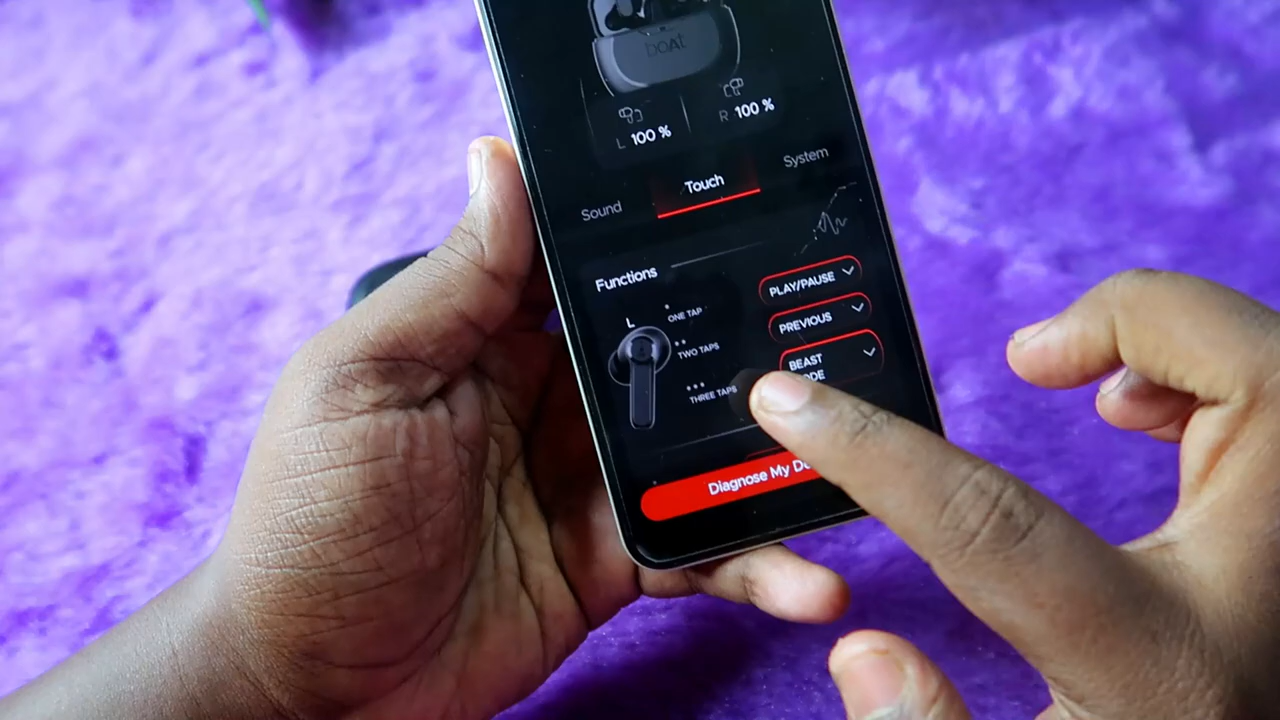 boAt
L 100 %
R 100 %
Sound
Touch
System
Functions
L
ONE TAP
PLAY/PAUSE
TWO TAPS
PREVIOUS
THREE TAPS
BEAST
Diagnose My